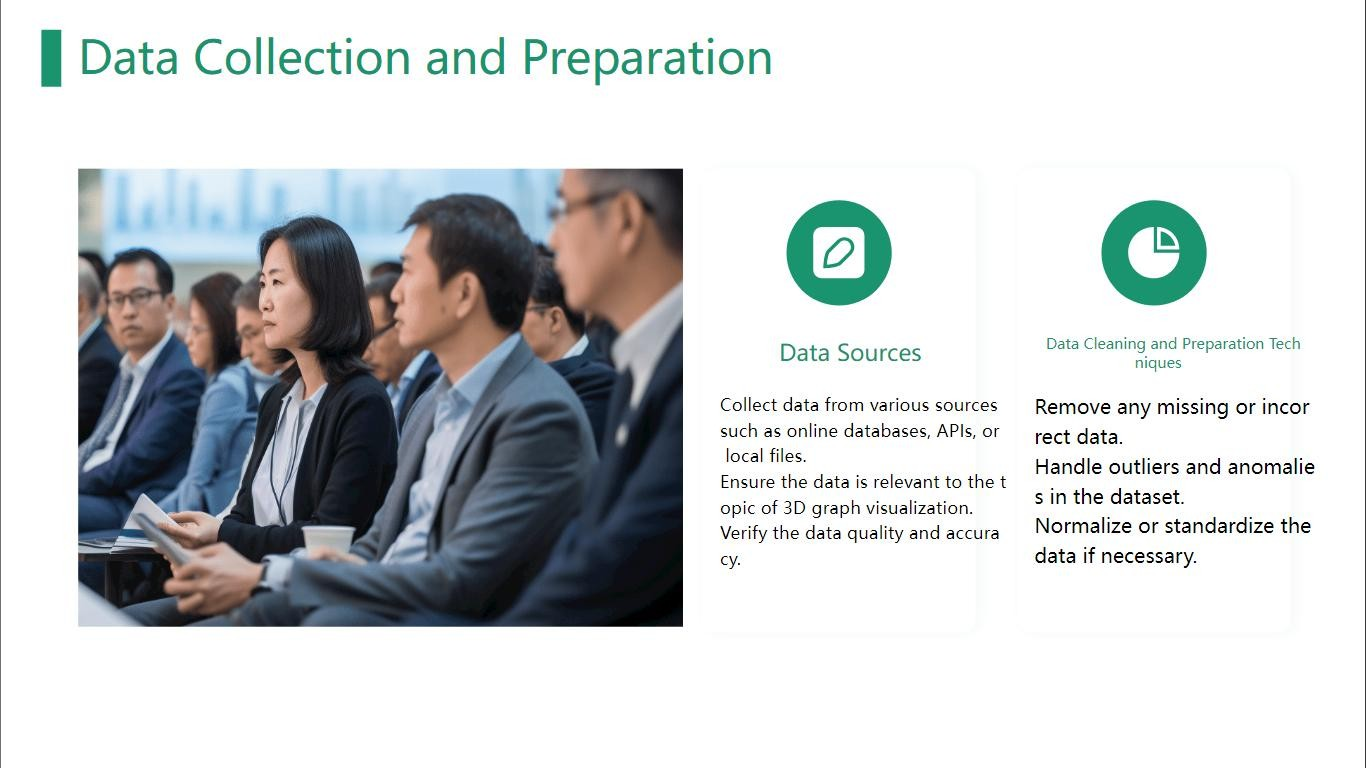 Data Collection and Preparation
Data Sources
Collect data from various sources
such as online databases, APIs, or
local files.
Ensure the data is relevant to the t
opic of 3D graph visualization.
Verify the data quality and accura
cy.
Data Cleaning and Preparation Tech
niques
Remove any missing or incor
rect data.
Handle outliers and anomalie
s in the dataset.
Normalize or standardize the
data if necessary.